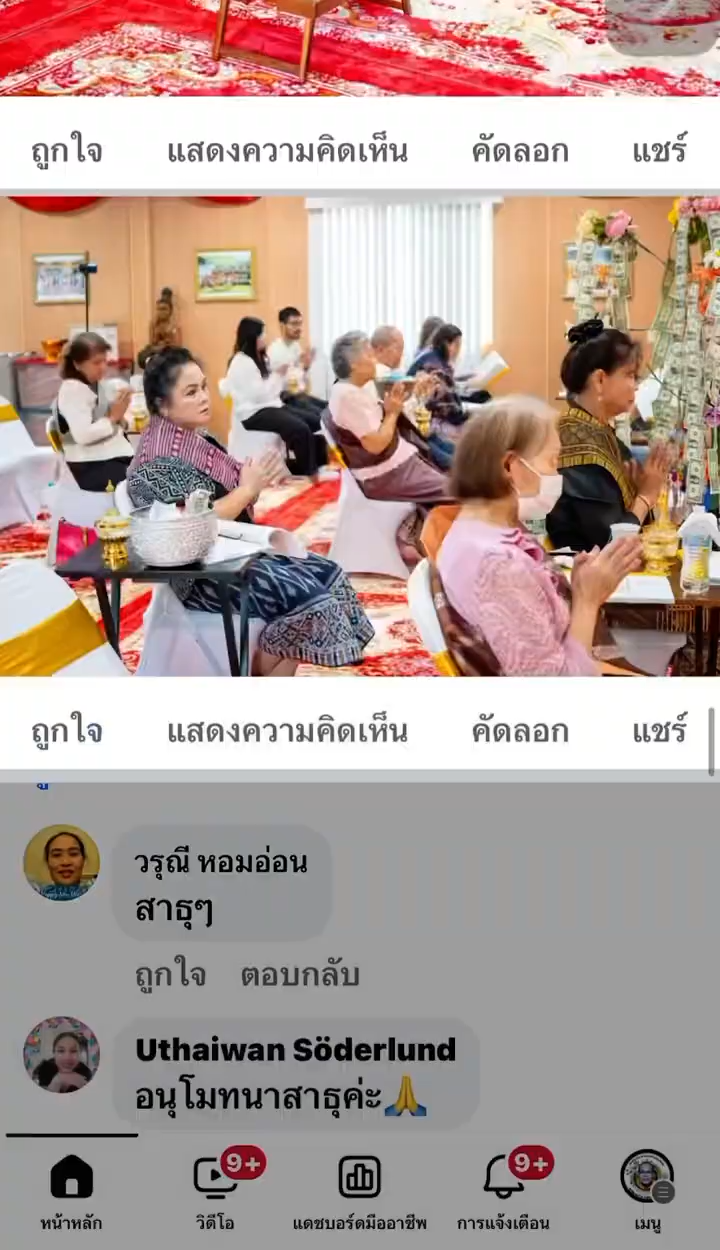 ถูกใจ แสดงความคิดเห็น คัดลอก แชร์
ถูกใจ แสดงความคิดเห็น คัดลอก แชร์
วรุณี หอมอ่อน
สาธุๆ
ถูกใจ ตอบกลับ
Uthaiwan Söderlund
อนุโมทนาสาธุค่ะ🙏
9+ 9+
หน้าหลัก วิดีโอ แดชบอร์ดมืออาชีพ การแจ้งเตือน เมนู